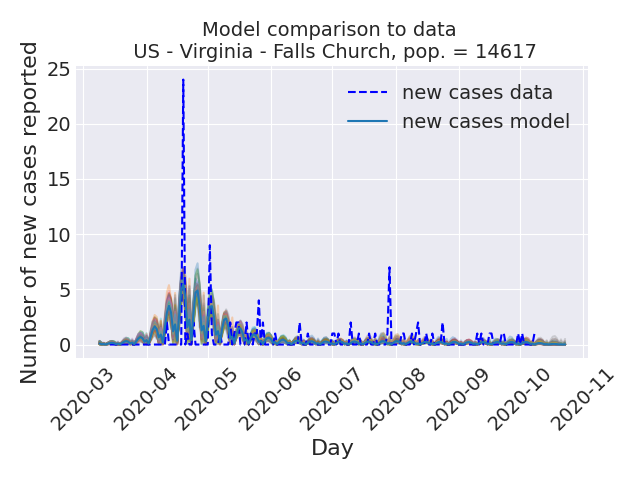 Model comparison to data
US - Virginia - Falls Church, pop. = 14617
Number of new cases reported
25
20
15
10
5
0
new cases data
new cases model
2020-03
2020-04
2020-05
2020-06
2020-07
2020-08
2020-09
2020-10
2020-11
Day